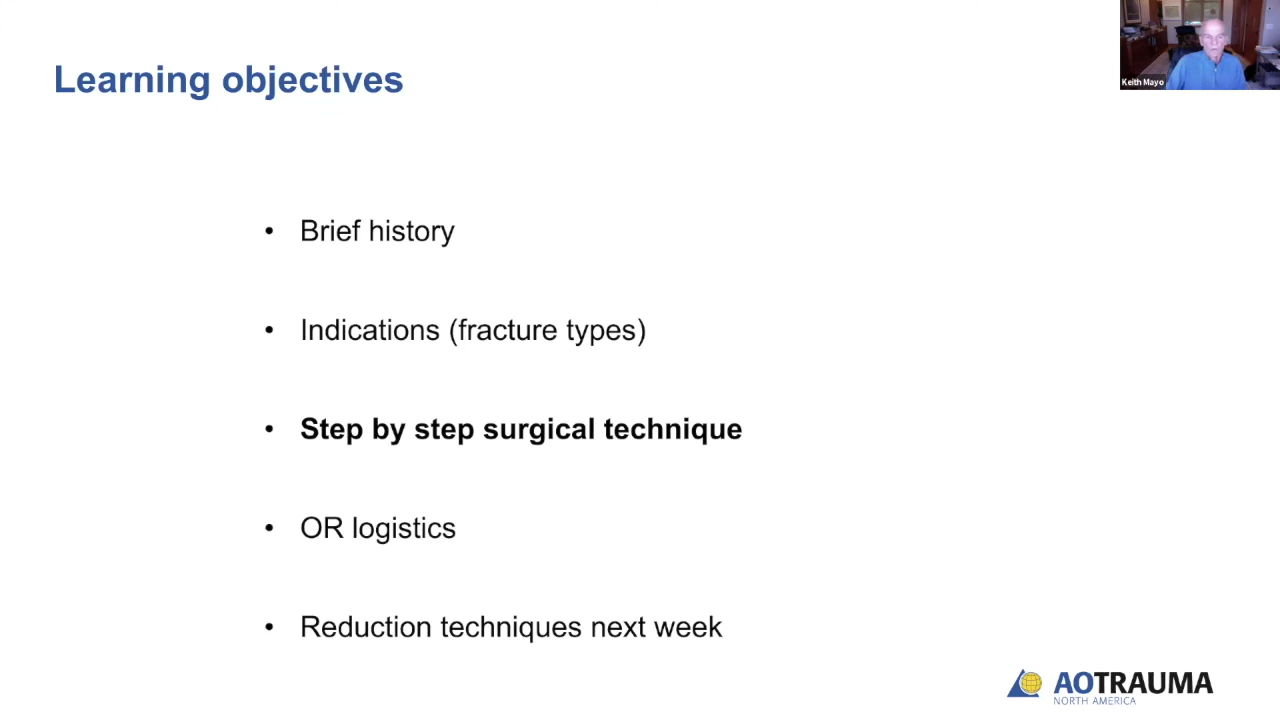 Learning objectives
Keith Mayo
• Brief history
• Indications (fracture types)
• Step by step surgical technique
• OR logistics
• Reduction techniques next week
AOTRAUMA
NORTH AMERICA